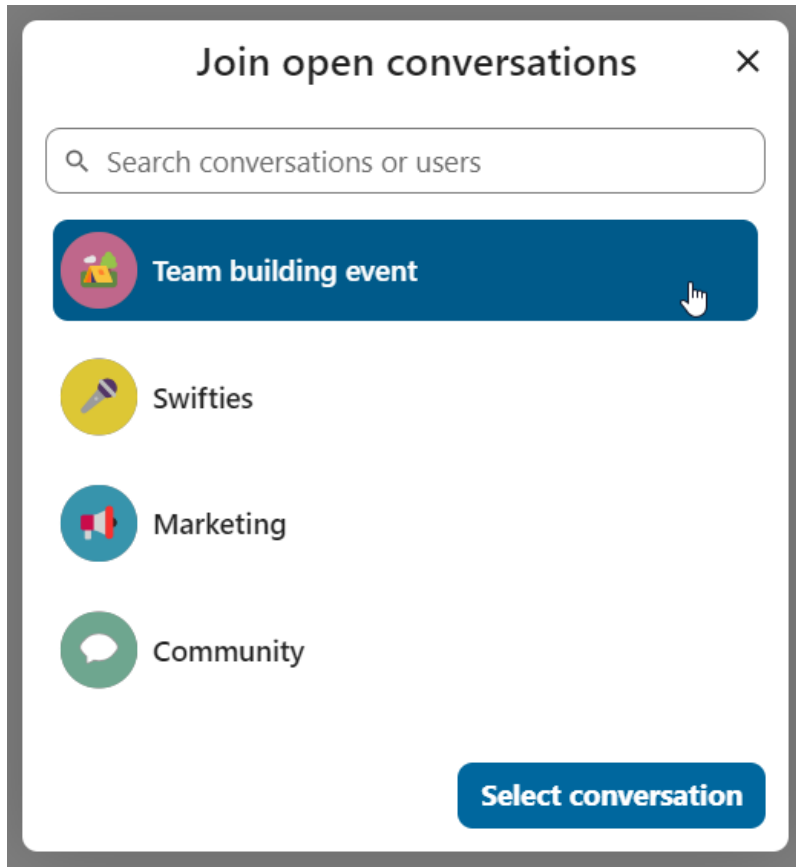 Join open conversations
Search conversations or users
Team building event
Swifties
Marketing
Community
Select conversation